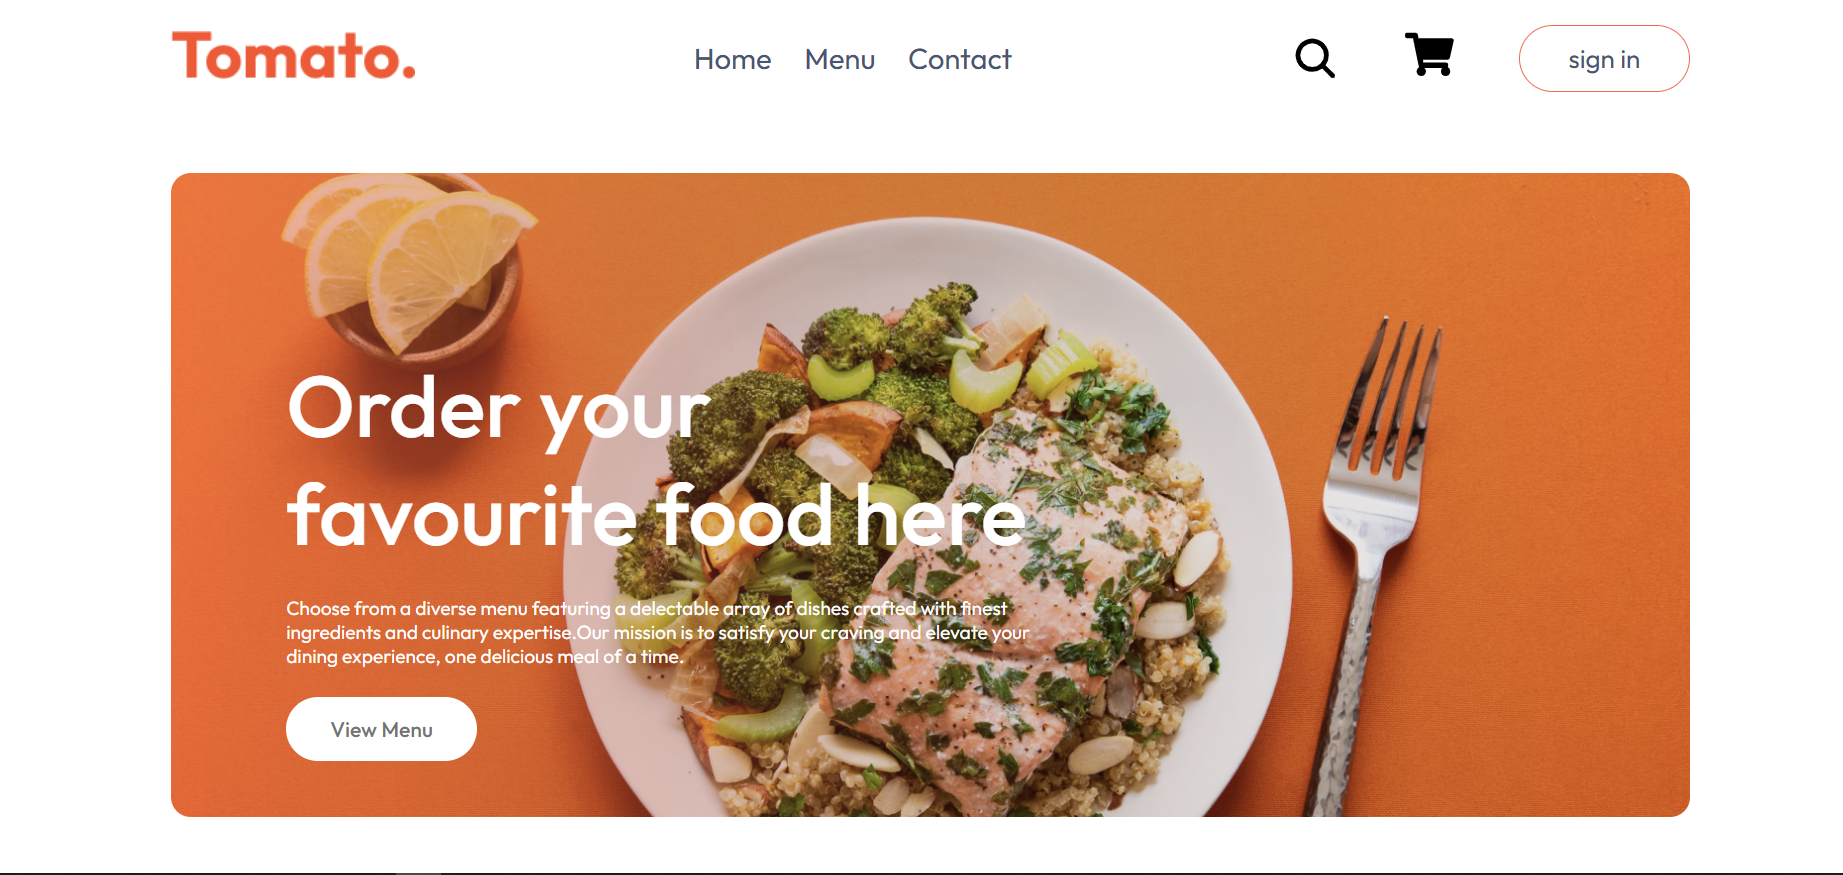 Tomato.
Home Menu Contact
sign in
Order your
favourite food here
Choose from a diverse menu featuring a delectable array of dishes crafted with finest
ingredients and culinary expertise.Our mission is to satisfy your craving and elevate your
dining experience, one delicious meal of a time.
View Menu